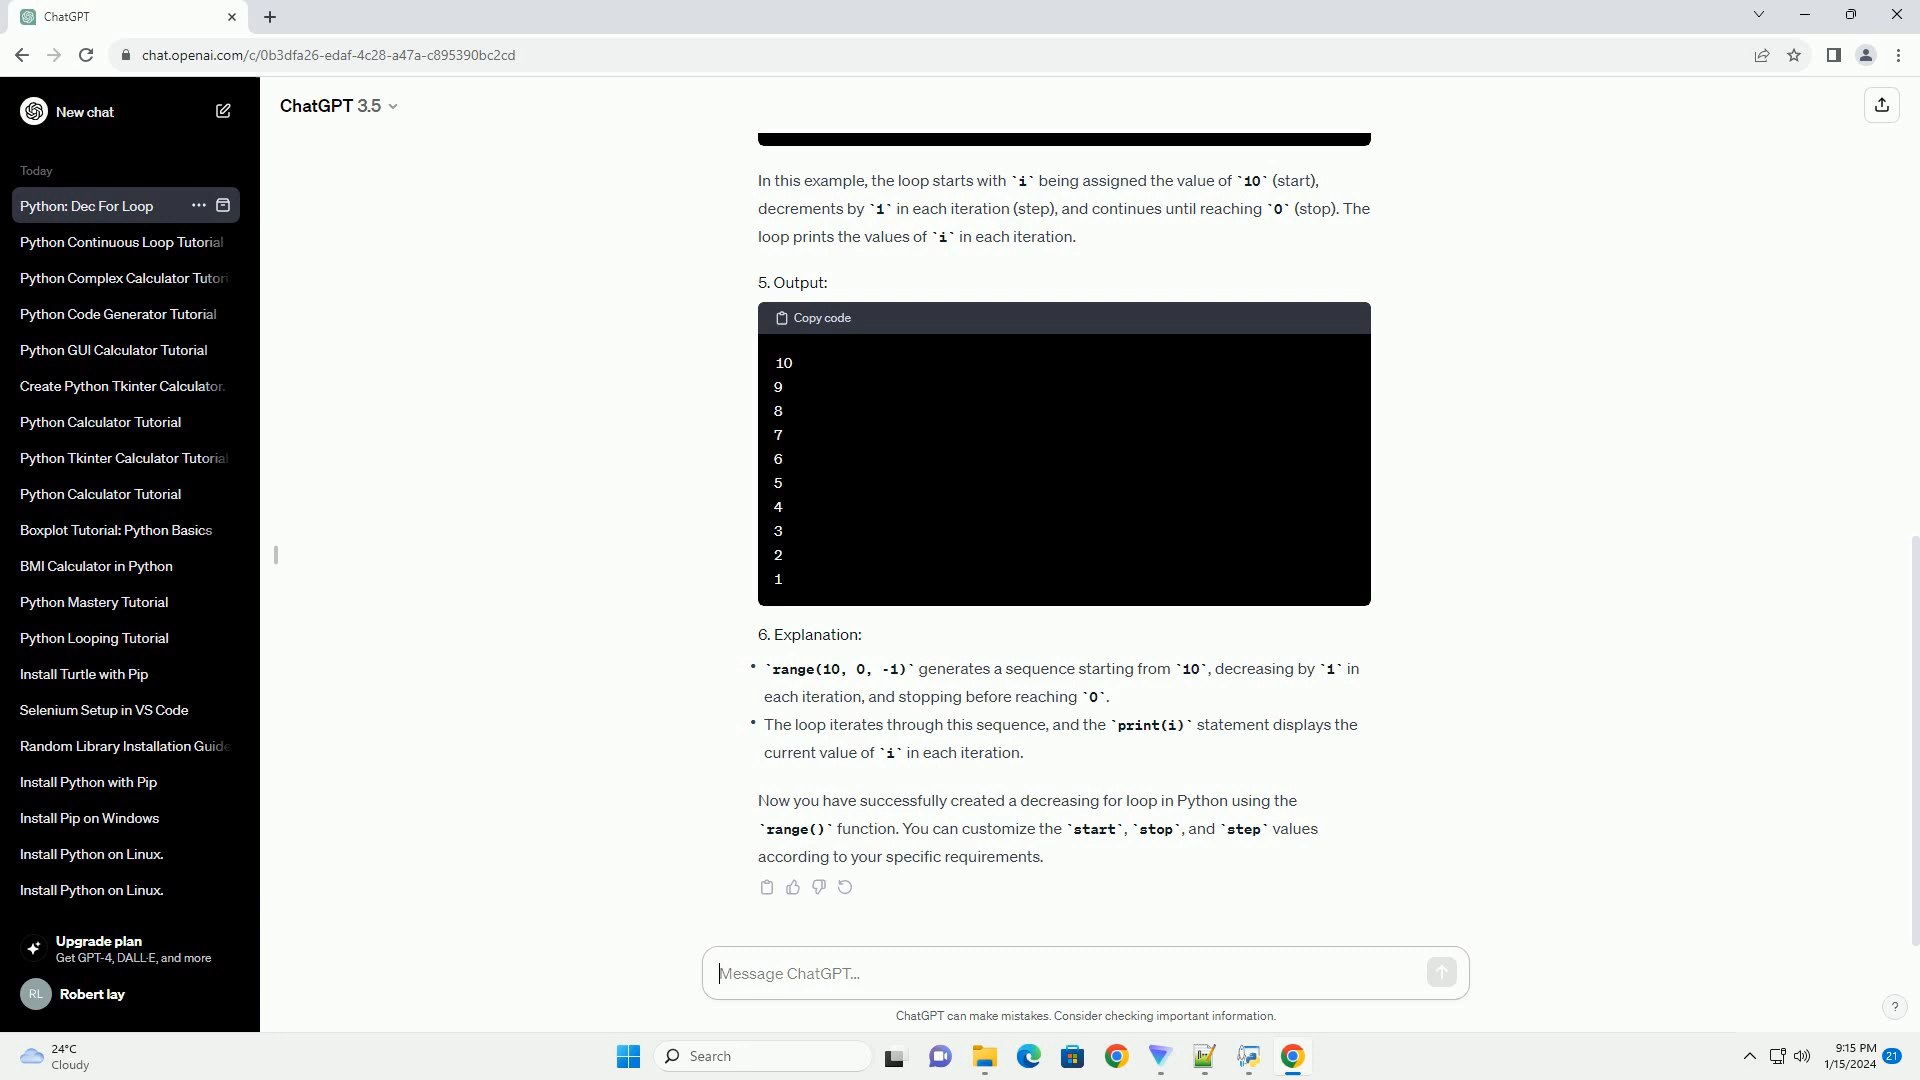 ChatGPT
chat.openai.com/c/0b3dfa26-edaf-4c28-a47a-c895390bc2cd
New chat
ChatGPT 3.5
Today
Python: Dec For Loop
Python Continuous Loop Tutorial
Python Complex Calculator Tutori
Python Code Generator Tutorial
Python GUI Calculator Tutorial
Create Python Tkinter Calculator.
Python Calculator Tutorial
Python Tkinter Calculator Tutorial
Python Calculator Tutorial
Boxplot Tutorial: Python Basics
BMI Calculator in Python
Python Mastery Tutorial
Python Looping Tutorial
Install Turtle with Pip
Selenium Setup in VS Code
Random Library Installation Guide
Install Python with Pip
Install Pip on Windows
Install Python on Linux.
Install Python on Linux.
Upgrade plan
Get GPT-4, DALL·E, and more
RL
Robert lay
In this example, the loop starts with `i` being assigned the value of `10` (start),
decrements by `1` in each iteration (step), and continues until reaching `0` (stop). The
loop prints the values of `i` in each iteration.
5. Output:
Copy code
10
9
8
7
6
5
4
3
2
1
6. Explanation:
• `range(10, 0, -1)` generates a sequence starting from `10`, decreasing by `1` in
each iteration, and stopping before reaching `0`.
• The loop iterates through this sequence, and the `print(i)` statement displays the
current value of `i` in each iteration.
Now you have successfully created a decreasing for loop in Python using the
`range()` function. You can customize the `start`, `stop`, and `step` values
according to your specific requirements.
Message ChatGPT...
ChatGPT can make mistakes. Consider checking important information.
?
24°C
Cloudy
Search
9:15 PM
1/15/2024
21